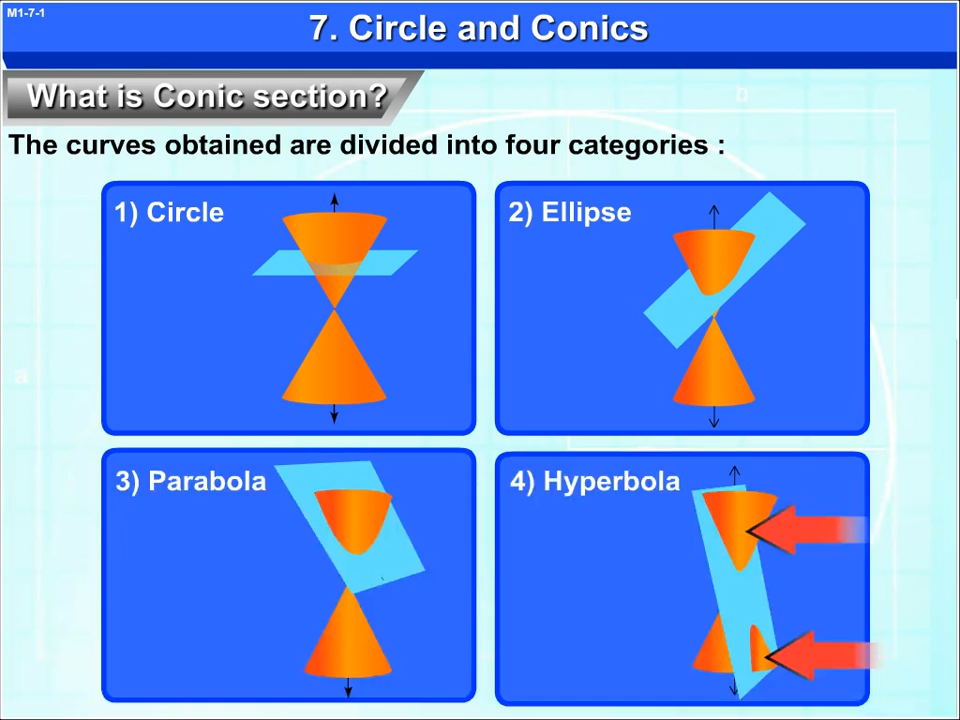 M1-7-1
7. Circle and Conics
What is Conic section?
b
The curves obtained are divided into four categories :
1) Circle
2) Ellipse
a
3) Parabola
4) Hyperbola